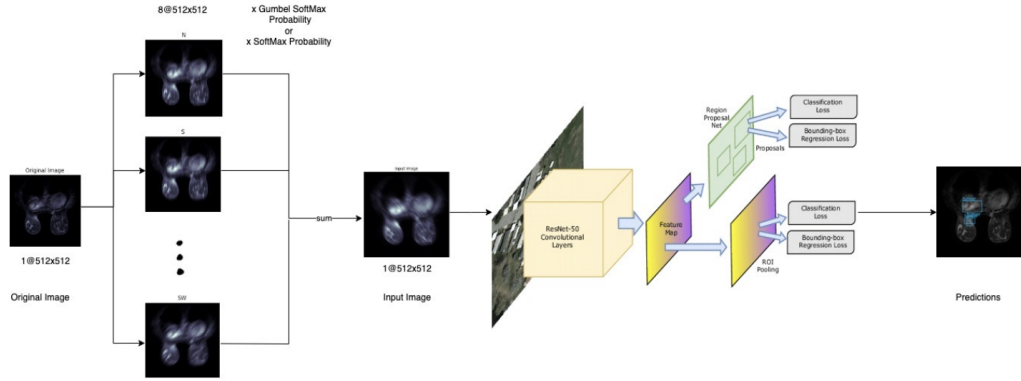 8@512x512
x Gumbel SoftMax
Probability
or
x SoftMax Probability
N
S
Original Image
1@512x512
Original Image
SW
sum
Input Image
1@512x512
Input Image
ResNet-50
Convolutional
Layers
Feature
Map
Region
Proposal
Net
Proposals
Classification
Loss
Bounding-box
Regression Loss
ROI
Pooling
Classification
Loss
Bounding-box
Regression Loss
Predictions